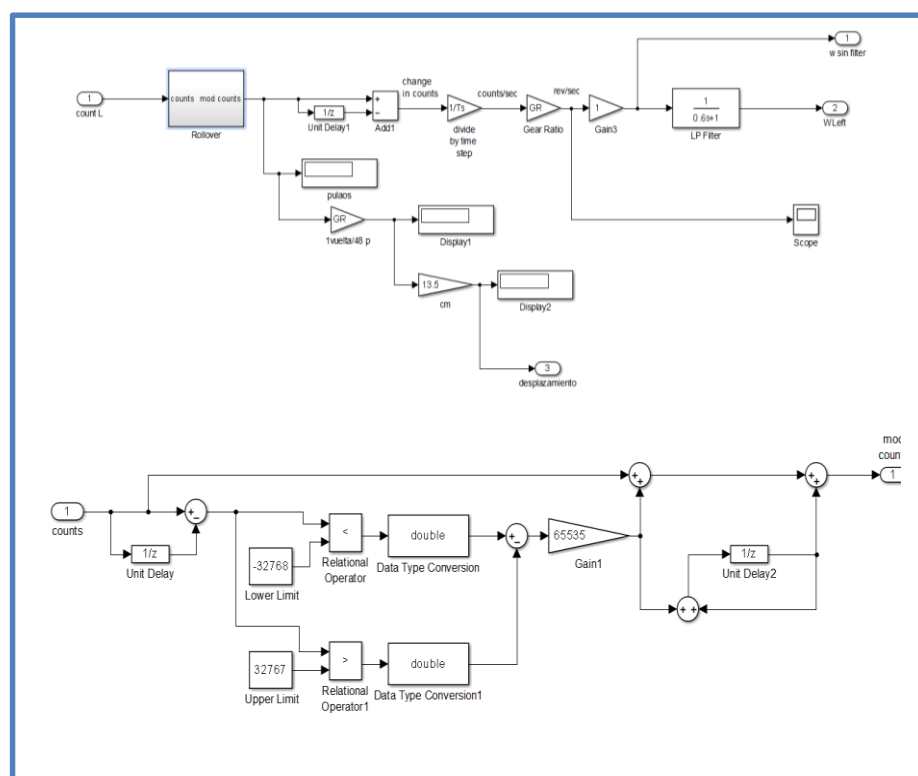 1
w sin filter
change
in counts
counts/sec
rev/sec
1
count L
counts mod counts
Rollover
1/z
Unit Delay1
+
−
Add1
1/Ts
divide
by time
step
GR
Gear Ratio
1
Gain3
1
0.6s+1
LP Filter
2
WLeft
pulaos
GR
1vuelta/48 p
Display1
Scope
13.5
cm
Display2
3
desplazamiento
mod
count
1
1
counts
+
−
1/z
Unit Delay
-32768
Lower Limit
<
Relational
Operator
double
Data Type Conversion
+
−
65535
Gain1
+
+
+
+
1/z
Unit Delay2
+ +
32767
Upper Limit
>
Relational
Operator1
double
Data Type Conversion1